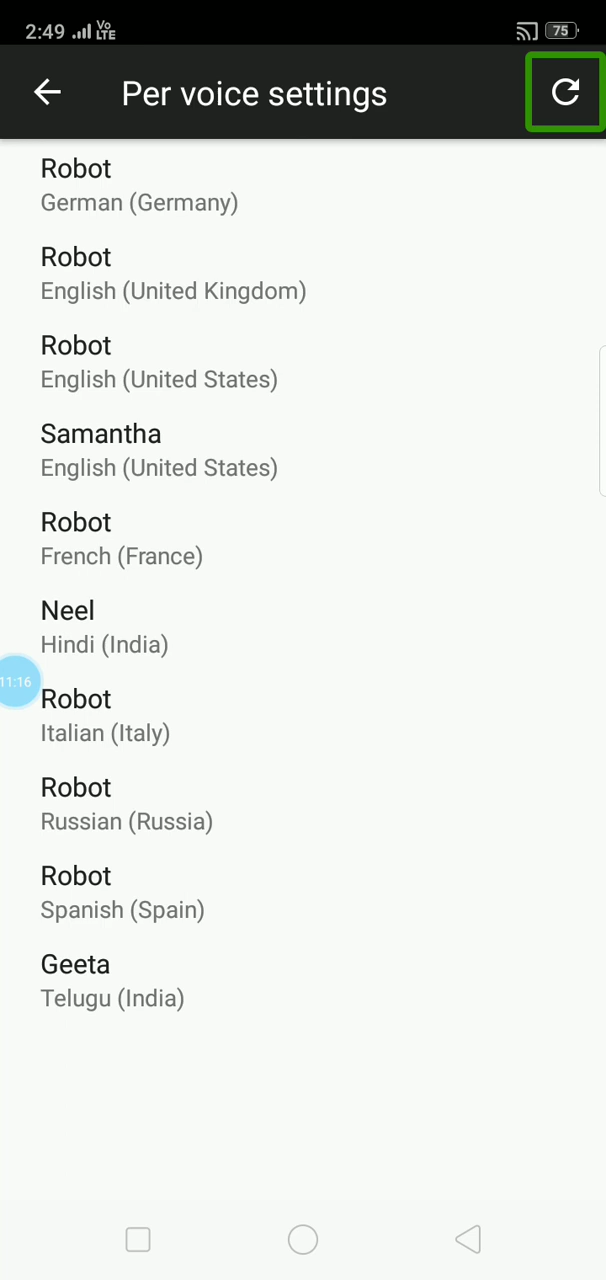 2:49
Vo
LTE
75
Per voice settings
Robot
German (Germany)
Robot
English (United Kingdom)
Robot
English (United States)
Samantha
English (United States)
Robot
French (France)
Neel
Hindi (India)
11:16
Robot
Italian (Italy)
Robot
Russian (Russia)
Robot
Spanish (Spain)
Geeta
Telugu (India)